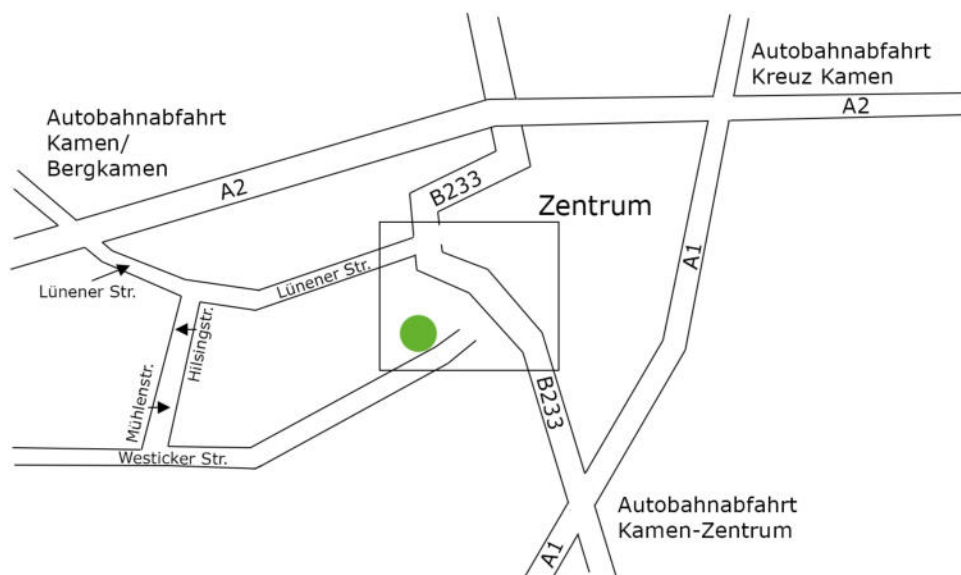 Autobahnabfahrt
Kreuz Kamen
A2
Autobahnabfahrt
Kamen/
Bergkamen
A2
B233
Zentrum
A1
Lünener Str.
Lünener Str.
Hilsingstr.
Mühlenstr.
B233
Westicker Str.
Autobahnabfahrt
Kamen-Zentrum
A1